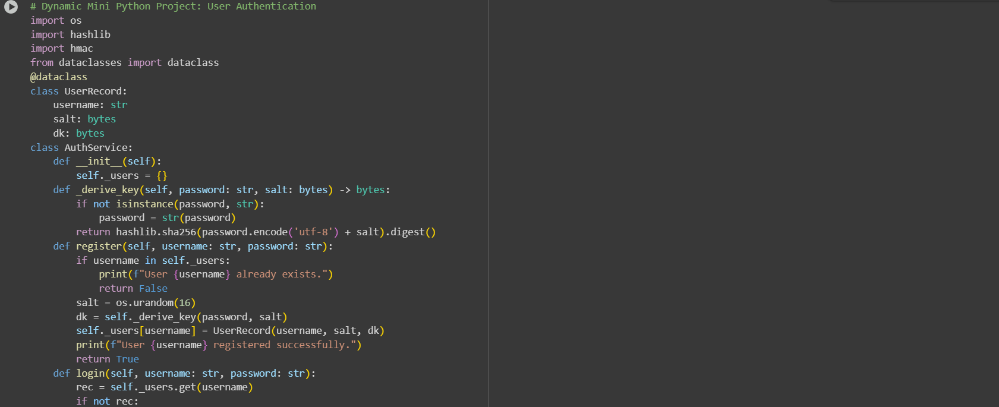 # Dynamic Mini Python Project: User Authentication
import os
import hashlib
import hmac
from dataclasses import dataclass
@dataclass
class UserRecord:
    username: str
    salt: bytes
    dk: bytes
class AuthService:
    def __init__(self):
        self._users = {}
    def _derive_key(self, password: str, salt: bytes) -> bytes:
        if not isinstance(password, str):
            password = str(password)
        return hashlib.sha256(password.encode('utf-8') + salt).digest()
    def register(self, username: str, password: str):
        if username in self._users:
            print(f"User {username} already exists.")
            return False
        salt = os.urandom(16)
        dk = self._derive_key(password, salt)
        self._users[username] = UserRecord(username, salt, dk)
        print(f"User {username} registered successfully.")
        return True
    def login(self, username: str, password: str):
        rec = self._users.get(username)
        if not rec: